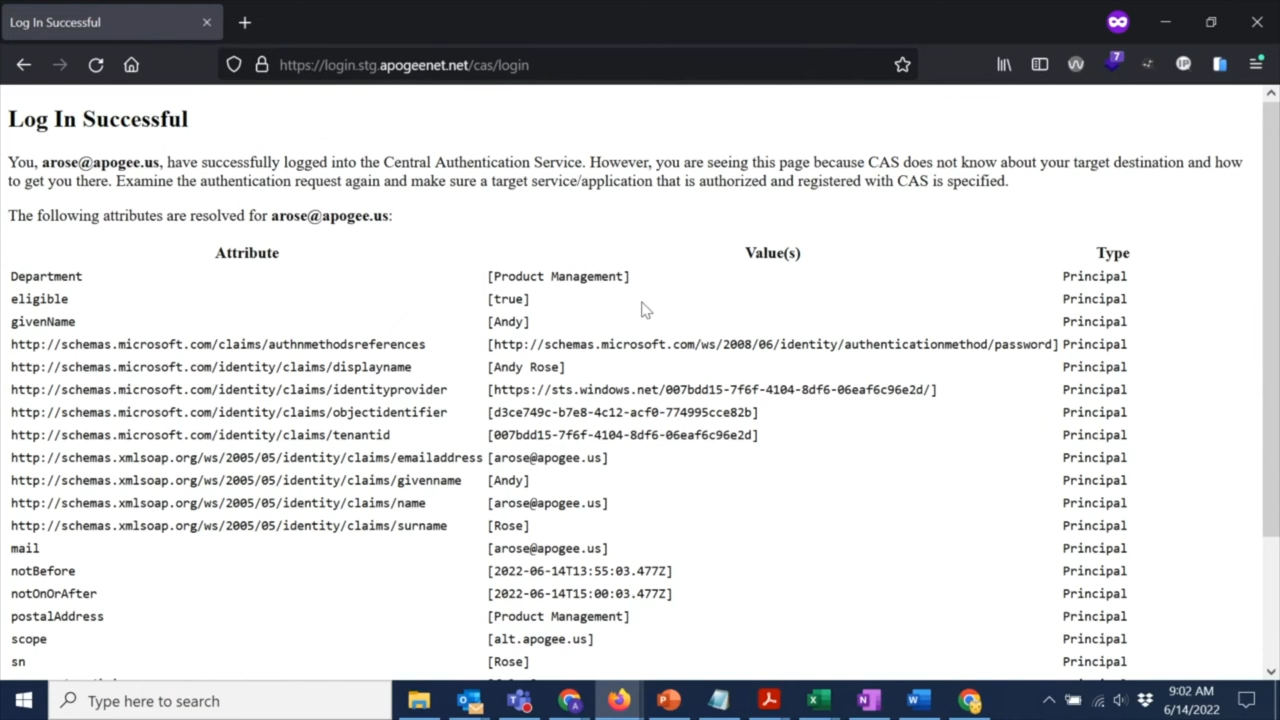 Log In Successful
https://login.stg.apogeenet.net/cas/login
7
IP
Log In Successful
You, arose@apogee.us, have successfully logged into the Central Authentication Service. However, you are seeing this page because CAS does not know about your target destination and how
to get you there. Examine the authentication request again and make sure a target service/application that is authorized and registered with CAS is specified.
The following attributes are resolved for arose@apogee.us:
Attribute Value(s) Type
Department [Product Management] Principal
eligible [true] Principal
givenName [Andy] Principal
http://schemas.microsoft.com/claims/authnmethodsreferences [http://schemas.microsoft.com/ws/2008/06/identity/authenticationmethod/password] Principal
http://schemas.microsoft.com/identity/claims/displayname [Andy Rose] Principal
http://schemas.microsoft.com/identity/claims/identityprovider [https://sts.windows.net/007bdd15-7f6f-4104-8df6-06eaf6c96e2d/] Principal
http://schemas.microsoft.com/identity/claims/objectidentifier [d3ce749c-b7e8-4c12-acf0-774995cce82b] Principal
http://schemas.microsoft.com/identity/claims/tenantid [007bdd15-7f6f-4104-8df6-06eaf6c96e2d] Principal
http://schemas.xmlsoap.org/ws/2005/05/identity/claims/emailaddress [arose@apogee.us] Principal
http://schemas.xmlsoap.org/ws/2005/05/identity/claims/givenname [Andy] Principal
http://schemas.xmlsoap.org/ws/2005/05/identity/claims/name [arose@apogee.us] Principal
http://schemas.xmlsoap.org/ws/2005/05/identity/claims/surname [Rose] Principal
mail [arose@apogee.us] Principal
notBefore [2022-06-14T13:55:03.477Z] Principal
notOnOrAfter [2022-06-14T15:00:03.477Z] Principal
postalAddress [Product Management] Principal
scope [alt.apogee.us] Principal
sn [Rose] Principal
Type here to search
9:02 AM
6/14/2022